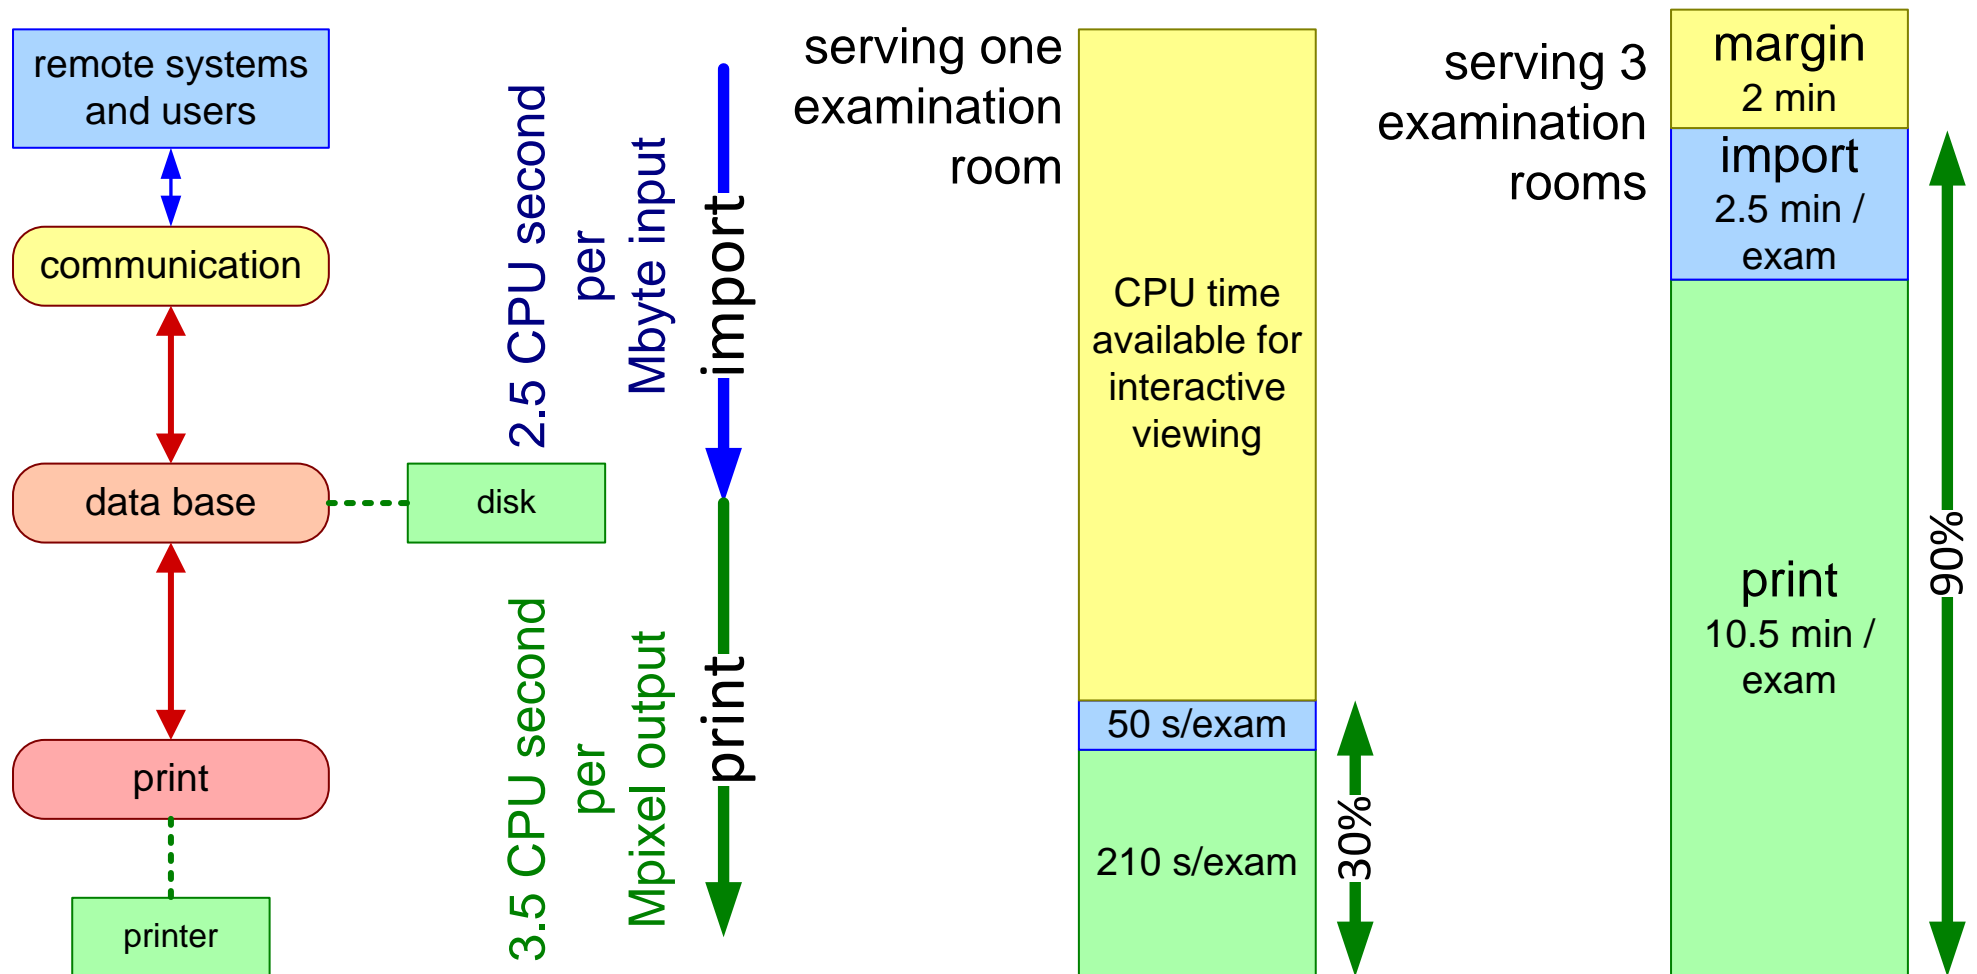 remote systems
and users
communication
data base
disk
print
printer
2.5 CPU second
per
Mbyte input
import
3.5 CPU second
per
Mpixel output
print
serving one
examination
room
CPU time
available for
interactive
viewing
50 s/exam
210 s/exam
30%
serving 3
examination
rooms
margin
2 min
import
2.5 min /
exam
print
10.5 min /
exam
90%